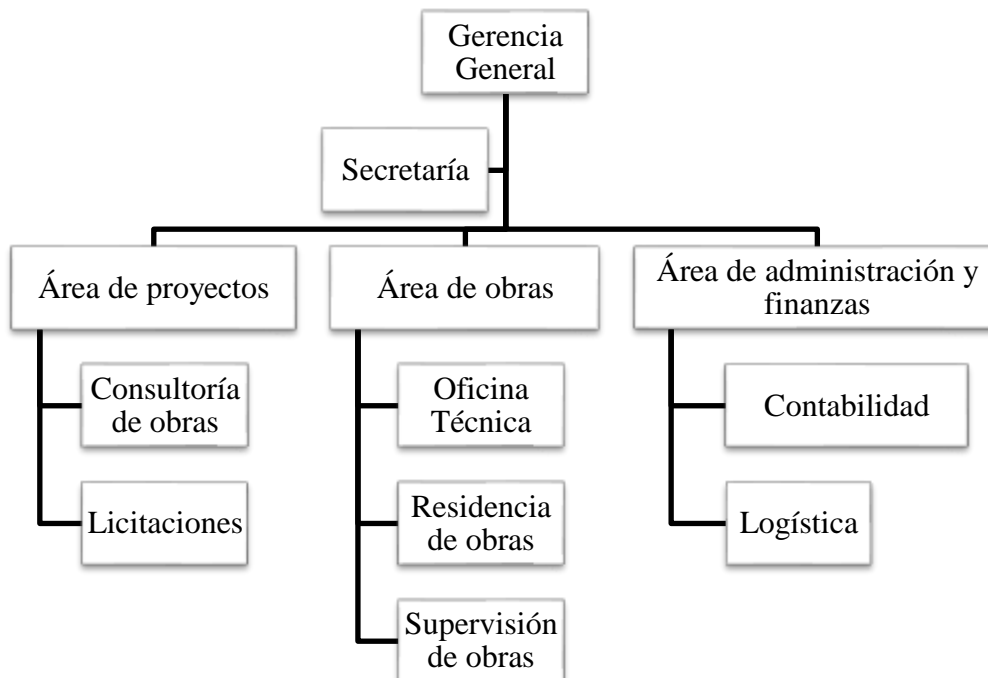 Gerencia
General
Secretaría
Área de proyectos
Área de obras
Área de administración y
finanzas
Consultoría
de obras
Oficina
Técnica
Contabilidad
Licitaciones
Residencia
de obras
Logística
Supervisión
de obras